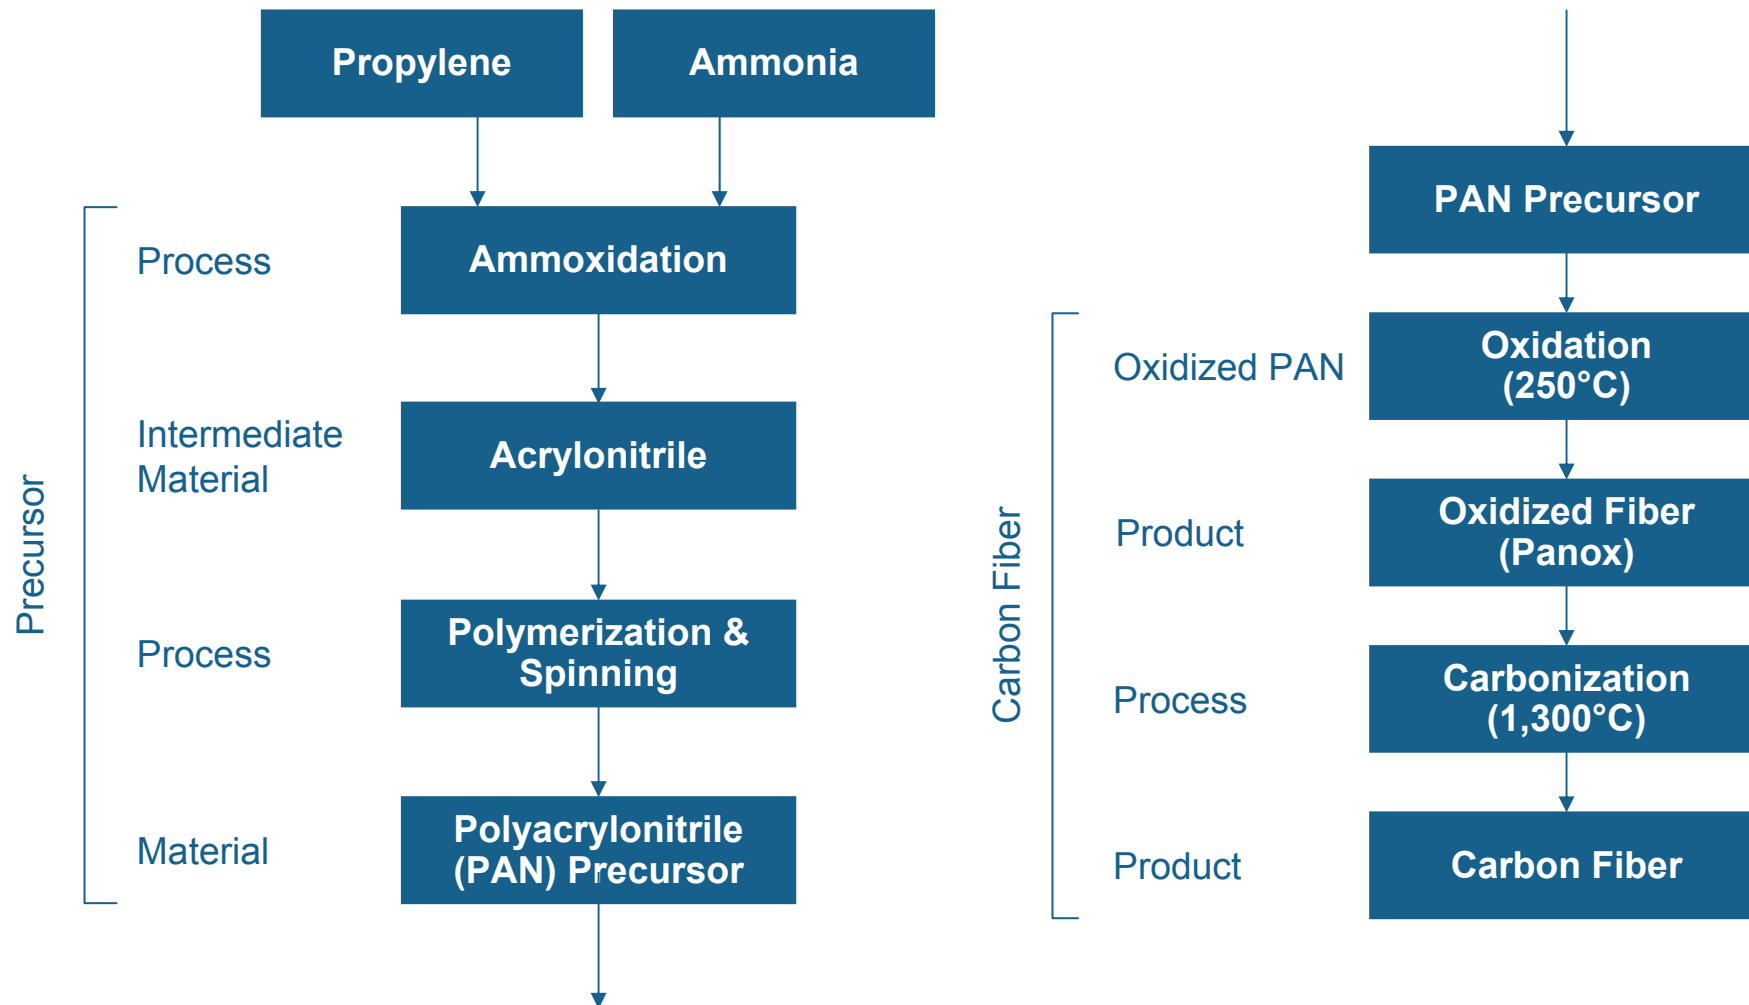 Propylene
Ammonia
Precursor
Process
Ammoxidation
Intermediate
Material
Acrylonitrile
Process
Polymerization &
Spinning
Material
Polyacrylonitrile
(PAN) Precursor
PAN Precursor
Carbon Fiber
Oxidized PAN
Oxidation
(250°C)
Product
Oxidized Fiber
(Panox)
Process
Carbonization
(1,300°C)
Product
Carbon Fiber